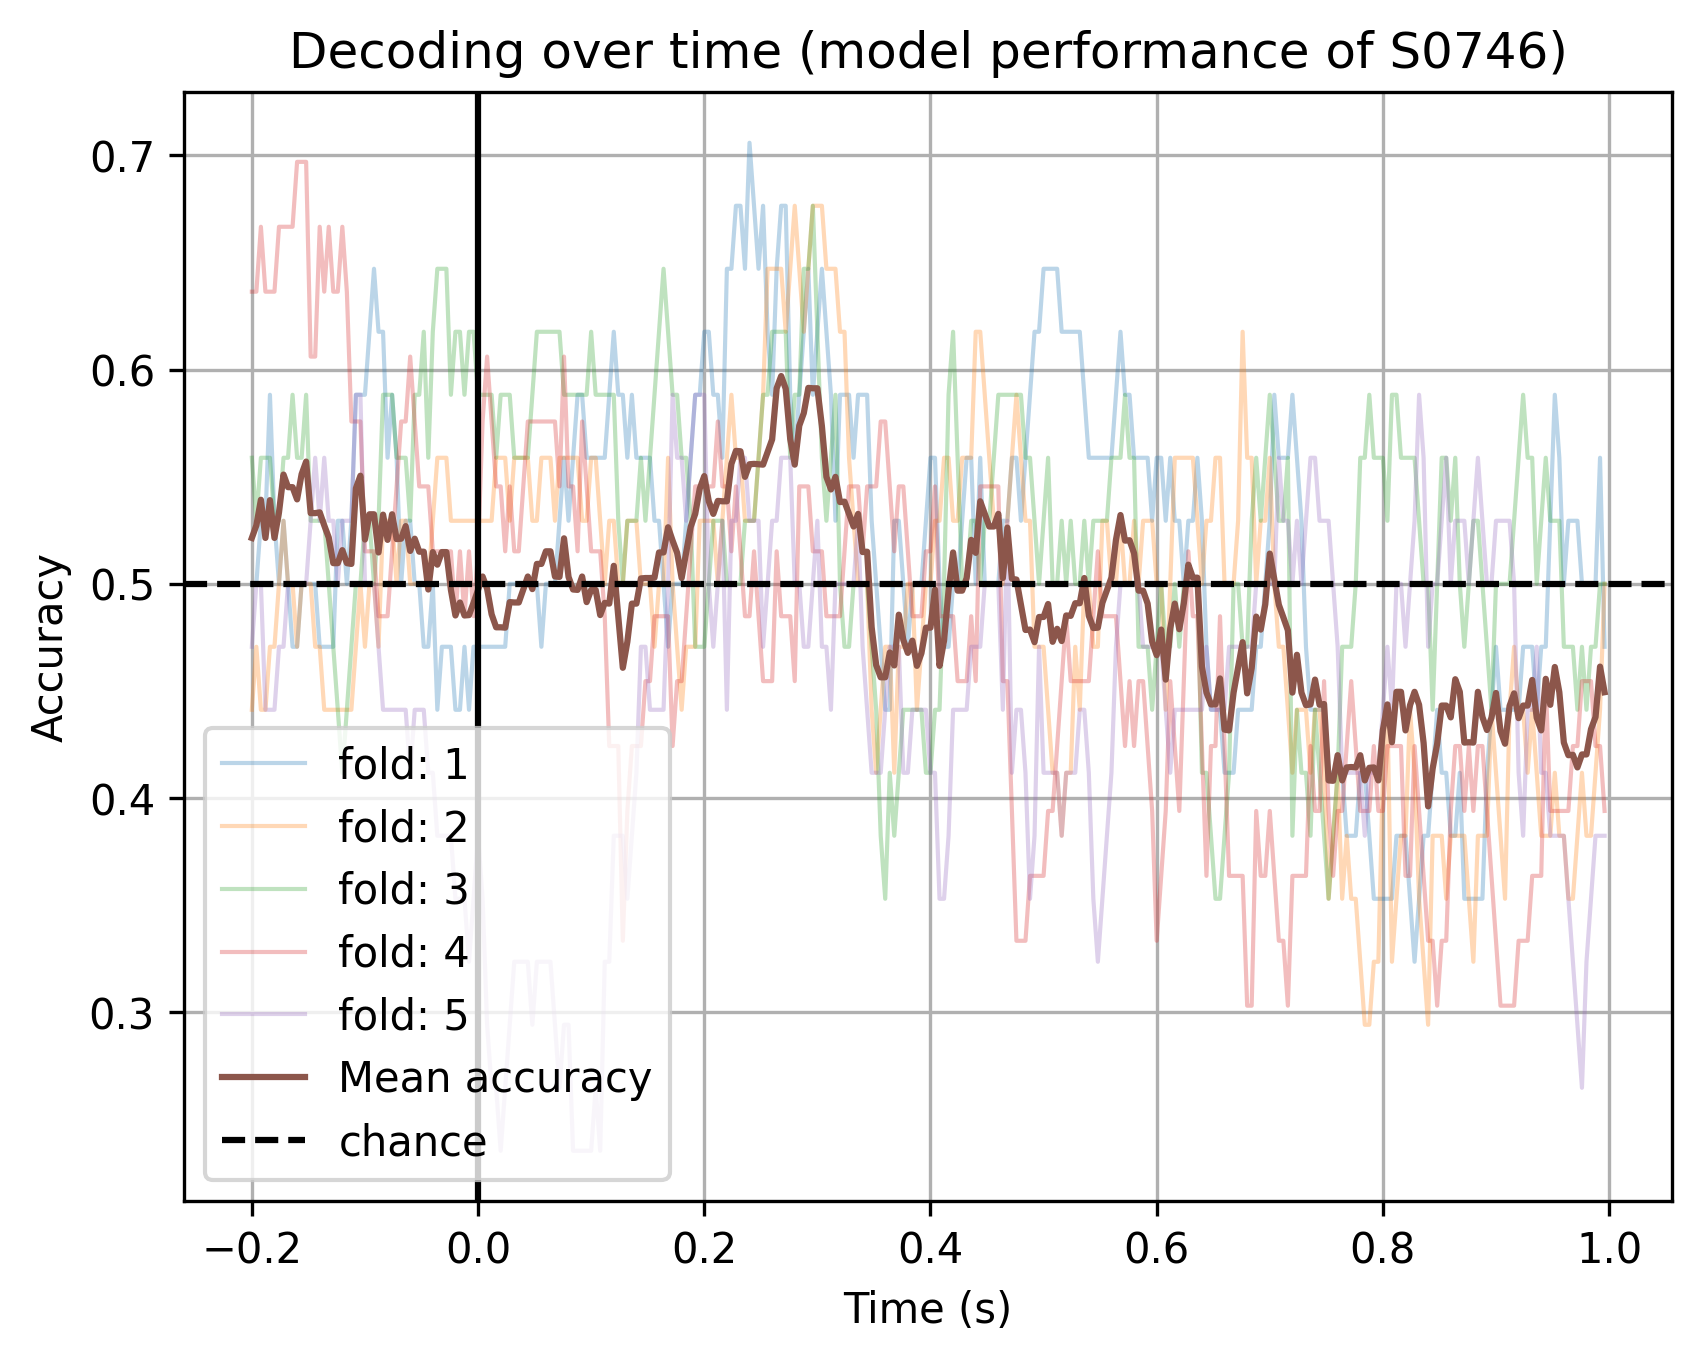 Decoding over time (model performance of S0746)
0.7
0.6
0.5
0.4
0.3
Accuracy
fold: 1
fold: 2
fold: 3
fold: 4
fold: 5
Mean accuracy
chance
−0.2 0.0 0.2 0.4 0.6 0.8 1.0
Time (s)